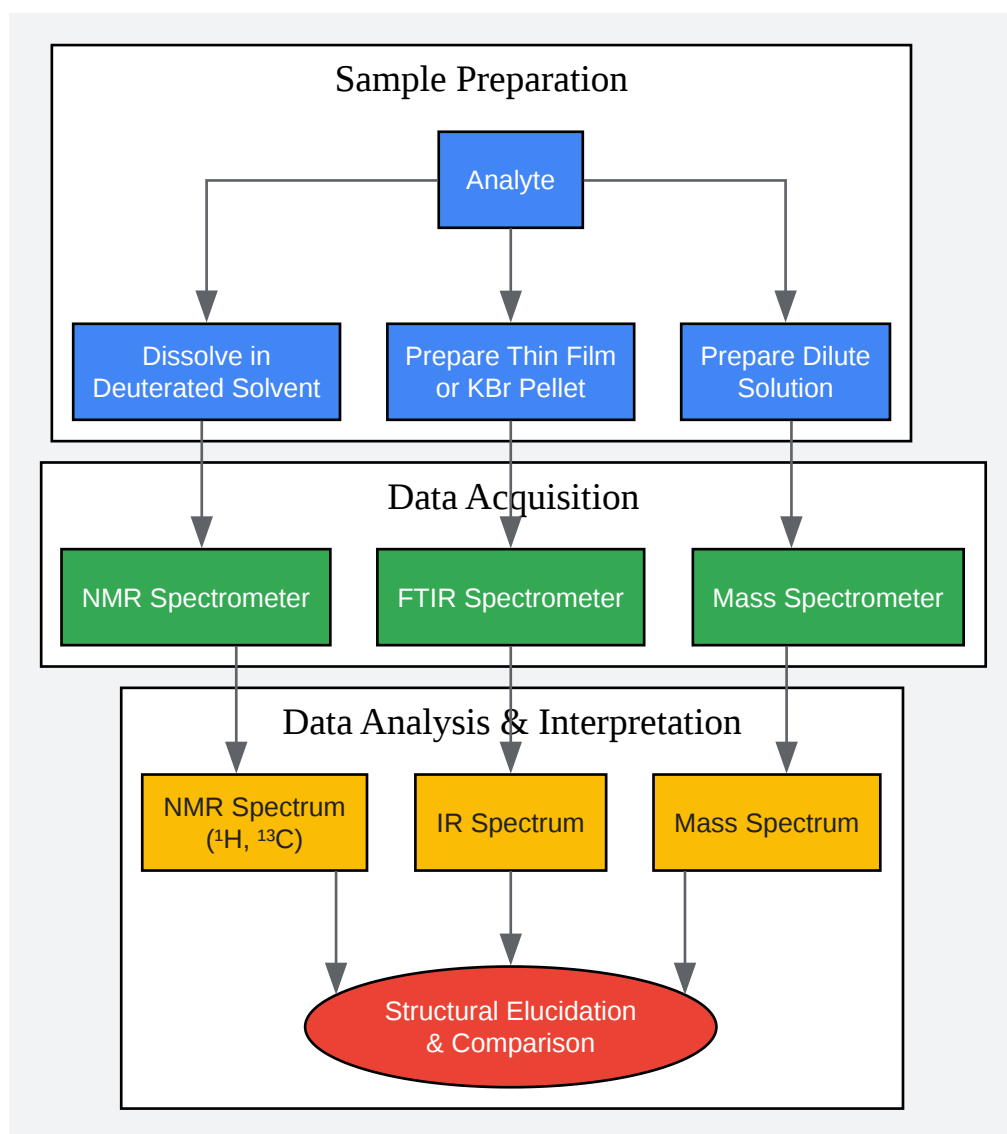 Sample Preparation
Analyte
Dissolve in
Deuterated Solvent
Prepare Thin Film
or KBr Pellet
Prepare Dilute
Solution
Data Acquisition
NMR Spectrometer
FTIR Spectrometer
Mass Spectrometer
Data Analysis & Interpretation
NMR Spectrum
(¹H, ¹³C)
IR Spectrum
Mass Spectrum
Structural Elucidation
& Comparison